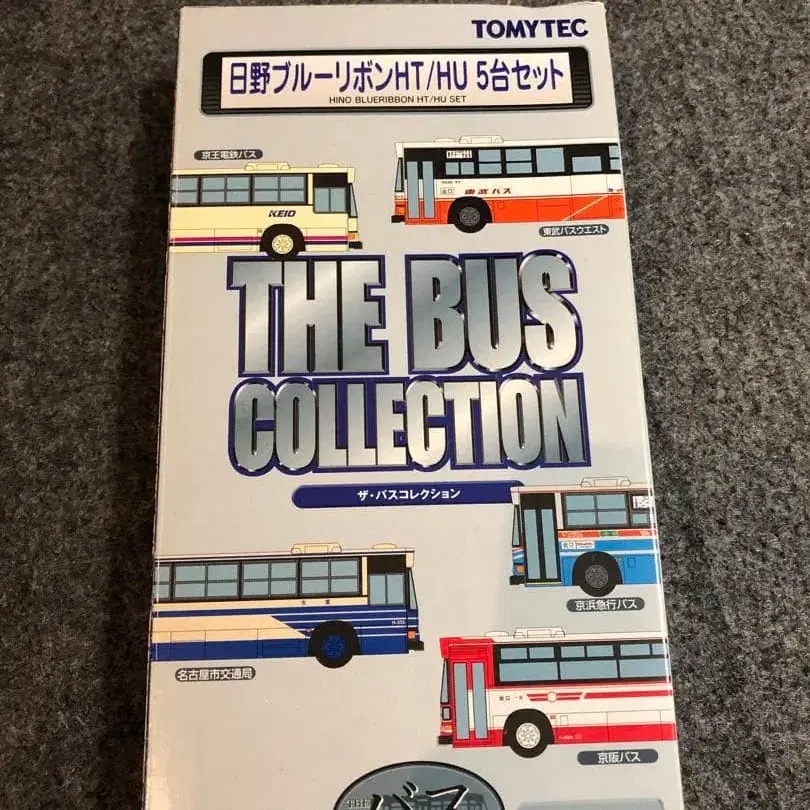 TOMYTEC
日野ブルーリボンHT/HU 5台セット
HINO BLUERIBBON HT/HU SET
京王電鉄バス
KEIO
東武バス
東武バスウエスト
THE BUS
COLLECTION
ザ・バスコレクション
京浜急行バス
名古屋市交通局
京阪バス
THE
バス